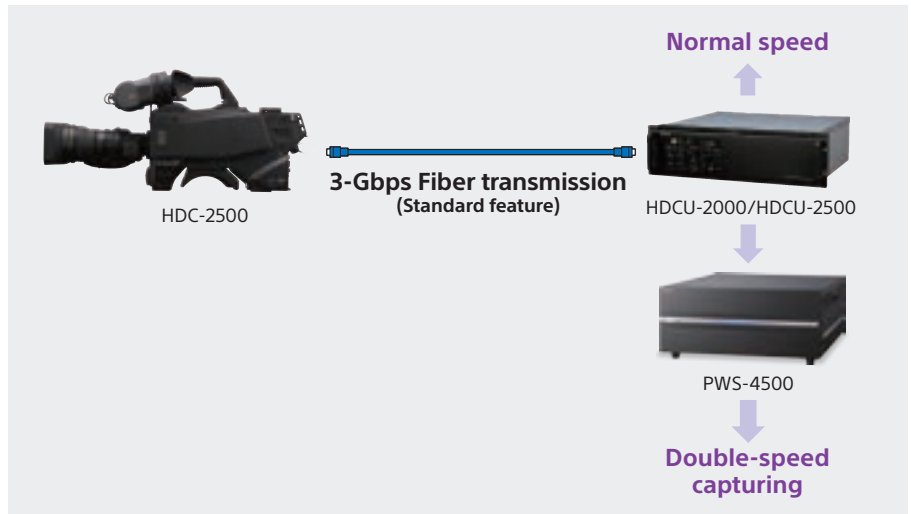 Normal speed
3-Gbps Fiber transmission
(Standard feature)
HDC-2500
HDCU-2000/HDCU-2500
PWS-4500
Double-speed
capturing